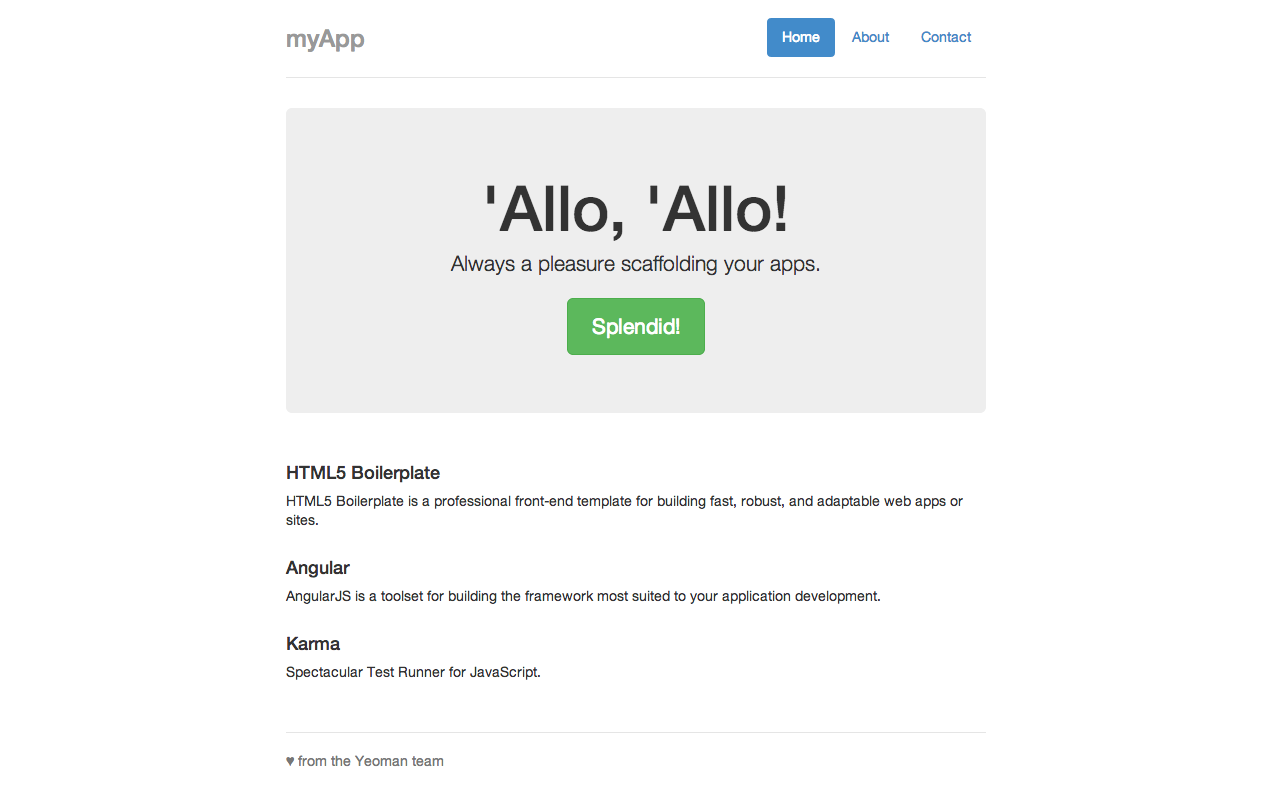 myApp
Home About Contact
'Allo, 'Allo!
Always a pleasure scaffolding your apps.
Splendid!
HTML5 Boilerplate
HTML5 Boilerplate is a professional front-end template for building fast, robust, and adaptable web apps or
sites.
Angular
AngularJS is a toolset for building the framework most suited to your application development.
Karma
Spectacular Test Runner for JavaScript.
♥ from the Yeoman team